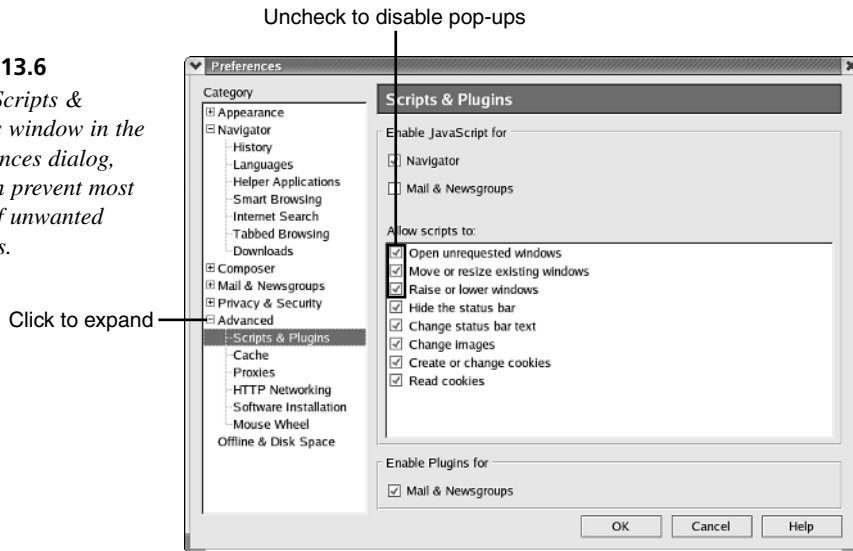 Uncheck to disable pop-ups
13.6
Scripts &
window in the
dialog,
prevent most
unwanted
Click to expand
Preferences
Category
Appearance
Navigator
History
Languages
Helper Applications
Smart Browsing
Internet Search
Tabbed Browsing
Downloads
Composer
Mail & Newsgroups
Privacy & Security
Advanced
Scripts & Plugins
Cache
Proxies
HTTP Networking
Software Installation
Mouse Wheel
Offline & Disk Space
Scripts & Plugins
Enable JavaScript for
Navigator
Mail & Newsgroups
Allow scripts to:
Open unrequested windows
Move or resize existing windows
Raise or lower windows
Hide the status bar
Change status bar text
Change images
Create or change cookies
Read cookies
Enable Plugins for
Mail & Newsgroups
OK Cancel Help